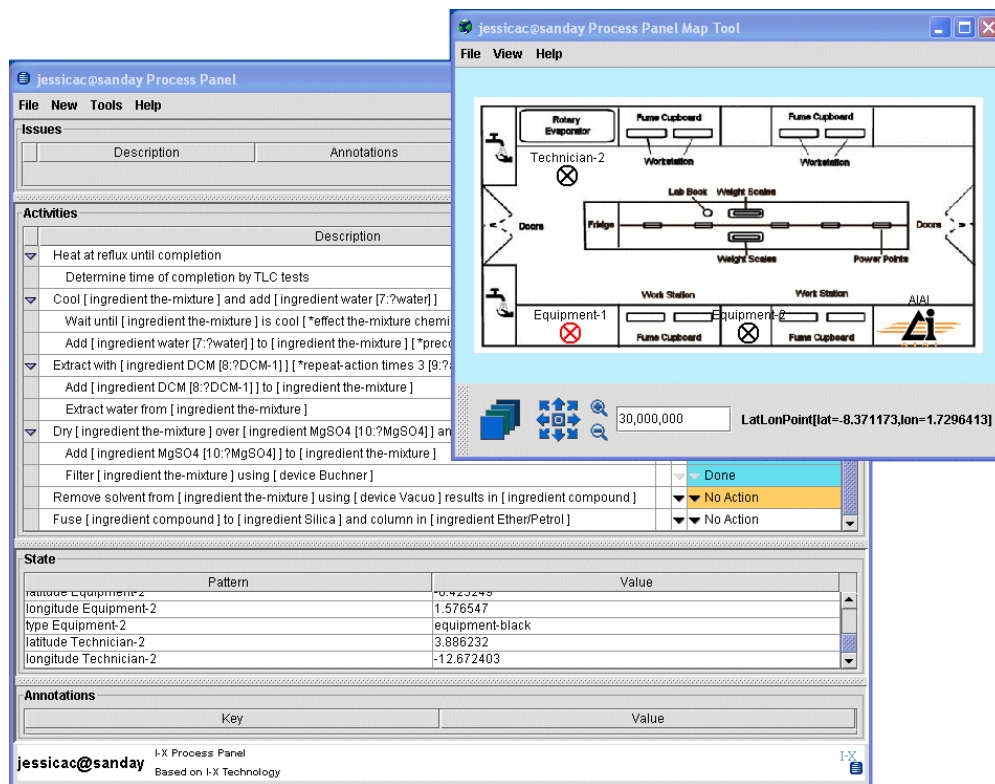 jessicac@sanday Process Panel Map Tool
File View Help
Rotary Evaporator
Fume Cupboard
Fume Cupboard
Workstation
Workstation
Technician-2
Lab Book
Weight Scales
Doors
Fridge
Doors
Weight Scales
Power Points
Work Station
Work Station
Equipment-1
Equipment-2
Fume Cupboard
Fume Cupboard
AIAI
30,000,000
LatLonPoint[lat=-8.371173,lon=1.7296413]
jessicac@sanday Process Panel
File New Tools Help
Issues
Description Annotations
Activities
Description
Heat at reflux until completion
Determine time of completion by TLC tests
Cool [ ingredient the-mixture ] and add [ ingredient water [7:?water] ]
Wait until [ ingredient the-mixture ] is cool [ *effect the-mixture chemi
Add [ ingredient water [7:?water] ] to [ ingredient the-mixture ] [ *prec
Extract with [ ingredient DCM [8:?DCM-1] ] [ *repeat-action times 3 [9:?
Add [ ingredient DCM [8:?DCM-1] ] to [ ingredient the-mixture ]
Extract water from [ ingredient the-mixture ]
Dry [ ingredient the-mixture ] over [ ingredient MgSO4 [10:?MgSO4] ] an
Add [ ingredient MgSO4 [10:?MgSO4] ] to [ ingredient the-mixture ]
Filter [ ingredient the-mixture ] using [ device Buchner ] Done
Remove solvent from [ ingredient the-mixture ] using [ device Vacuo ] results in [ ingredient compound ] No Action
Fuse [ ingredient compound ] to [ ingredient Silica ] and column in [ ingredient Ether/Petrol ] No Action
State
Pattern Value
latitude Equipment-2
longitude Equipment-2 1.576547
type Equipment-2 equipment-black
latitude Technician-2 3.886232
longitude Technician-2 -12.672403
Annotations
Key Value
jessicac@sanday
I-X Process Panel
Based on I-X Technology
I-X